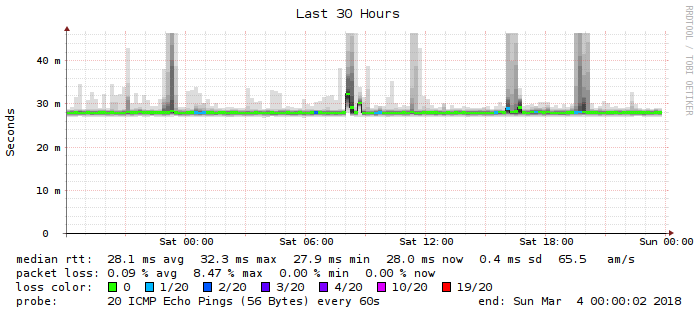 Last 30 Hours
RRDTOOL / TOBI OETIKER
Seconds
40 m
30 m
20 m
10 m
0
Sat 00:00 Sat 06:00 Sat 12:00 Sat 18:00 Sun 00:00
median rtt: 28.1 ms avg 32.3 ms max 27.9 ms min 28.0 ms now 0.4 ms sd 65.5 am/s
packet loss: 0.09 % avg 8.47 % max 0.00 % min 0.00 % now
loss color: 0 1/20 2/20 3/20 4/20 10/20 19/20
probe: 20 ICMP Echo Pings (56 Bytes) every 60s end: Sun Mar 4 00:00:02 2018